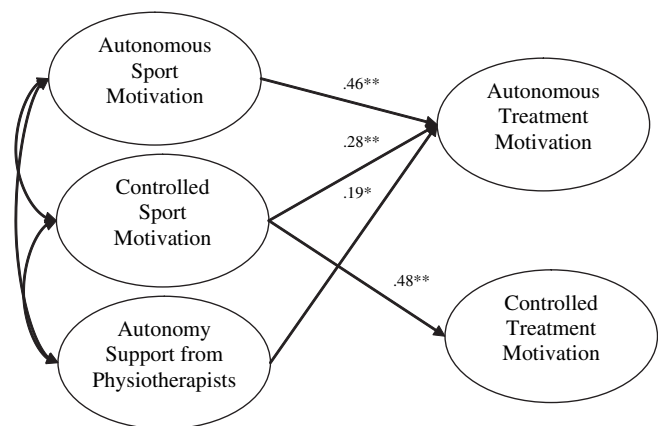 Autonomous
Sport
Motivation
Controlled
Sport
Motivation
Autonomy
Support from
Physiotherapists
.46**
.28**
.19*
.48**
Autonomous
Treatment
Motivation
Controlled
Treatment
Motivation